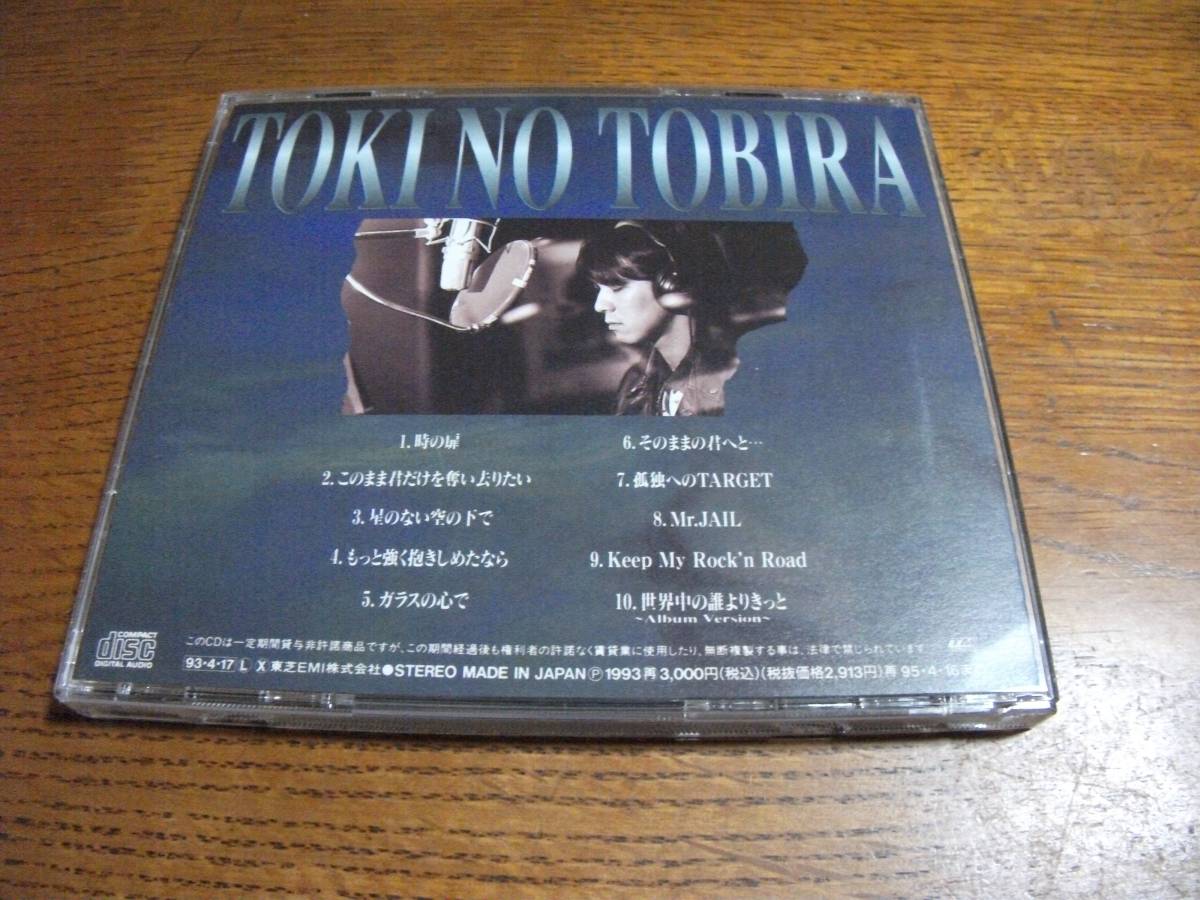 TOKI NO TOBIRA
1. 時の扉
2. このまま君だけを奪い去りたい
3. 星のない空の下で
4. もっと強く抱きしめたなら
5. ガラスの心で
6. そのままの君へと…
7. 孤独へのTARGET
8. Mr.JAIL
9. Keep My Rock'n Road
10. 世界中の誰よりきっと
~Album Version~
COMPACT
disc
DIGITAL AUDIO
このCDは一定期間貸与非許諾商品ですが、この期間経過後も権利者の許諾なく賃貸業に使用したり、無断複製する事は、法律で禁じられています。
93・4・17 L X 東芝EMI株式会社●STEREO MADE IN JAPAN Ⓟ1993 再 3,000円(税込)(税抜価格2,913円)再 95・4・16